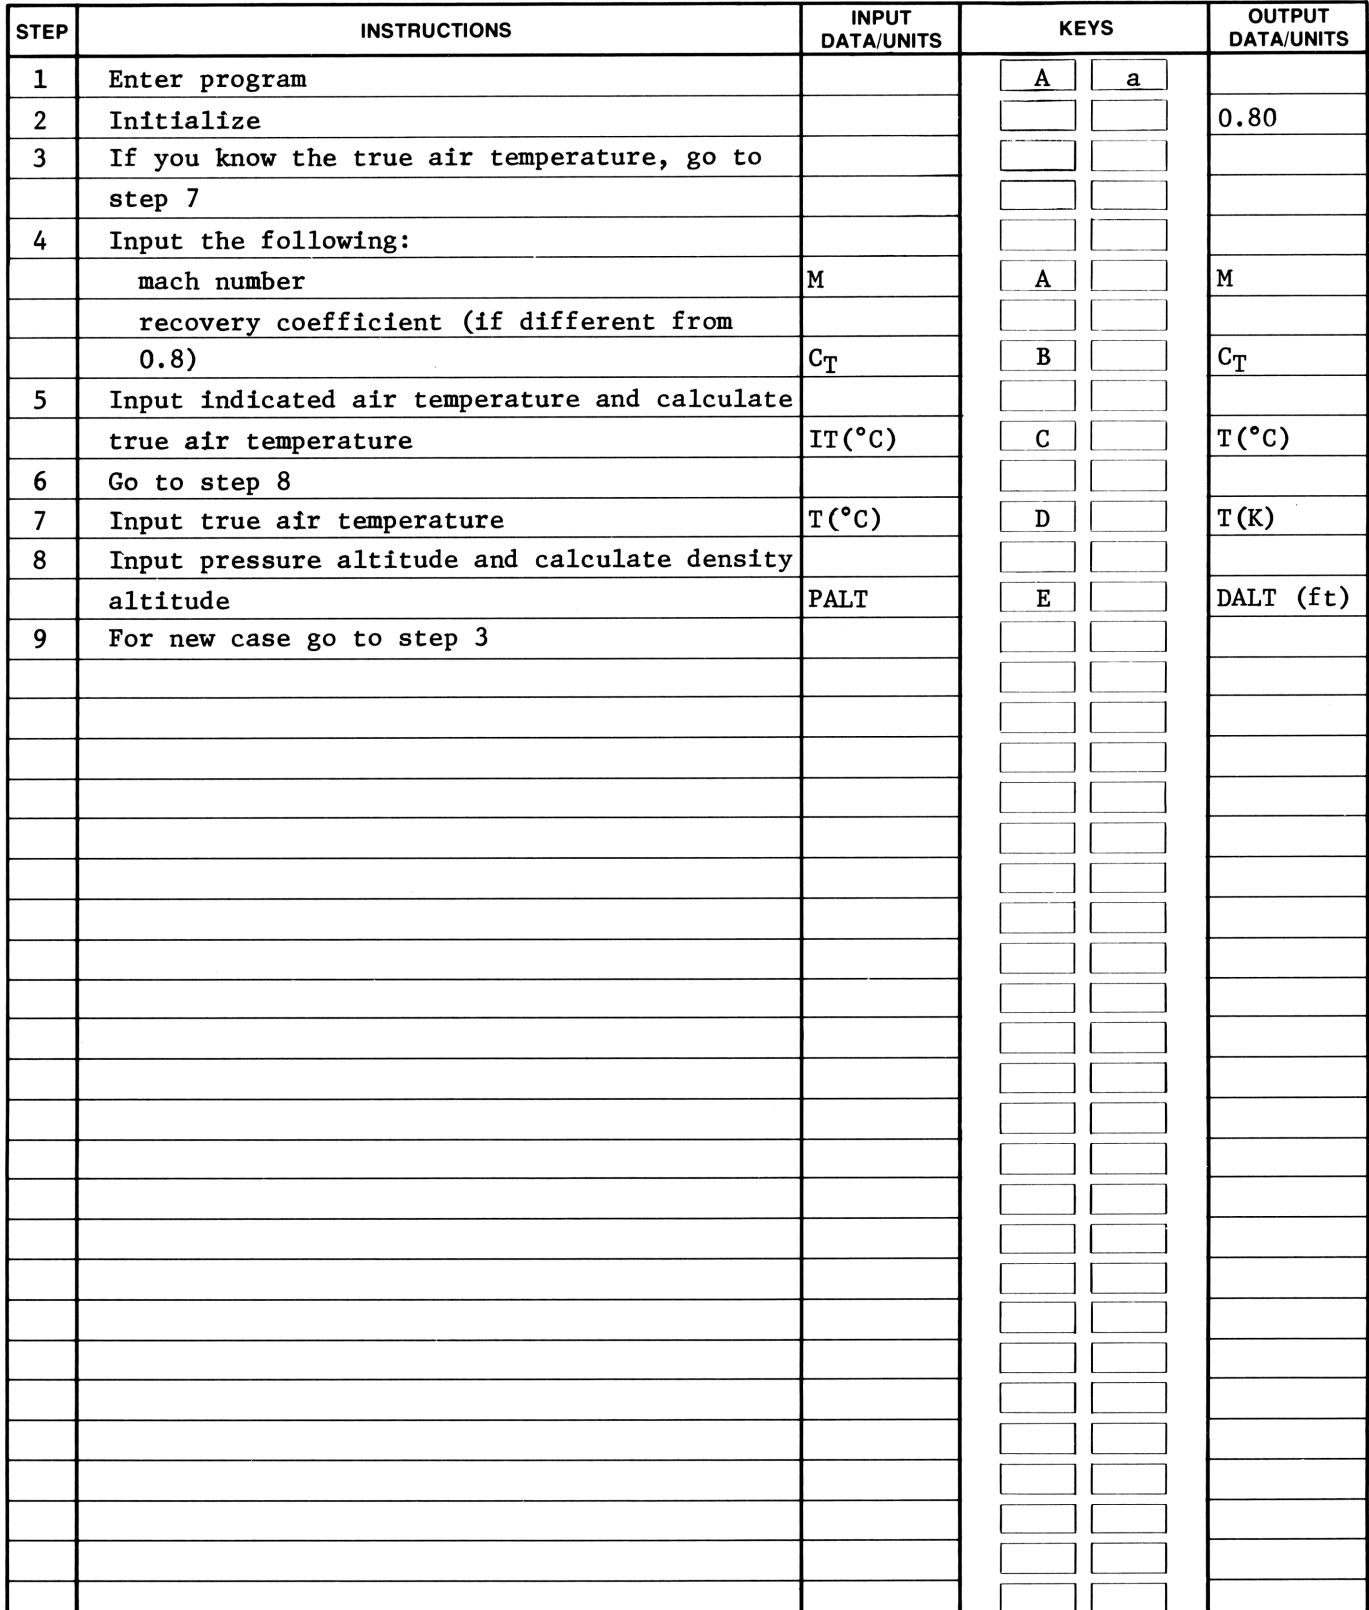 STEP INSTRUCTIONS INPUT DATA/UNITS KEYS OUTPUT DATA/UNITS
1 Enter program A a
2 Initialize 0.80
3 If you know the true air temperature, go to
step 7
4 Input the following:
mach number M A M
recovery coefficient (if different from
0.8) CT B CT
5 Input indicated air temperature and calculate
true air temperature IT(°C) C T(°C)
6 Go to step 8
7 Input true air temperature T(°C) D T(K)
8 Input pressure altitude and calculate density
altitude PALT E DALT (ft)
9 For new case go to step 3